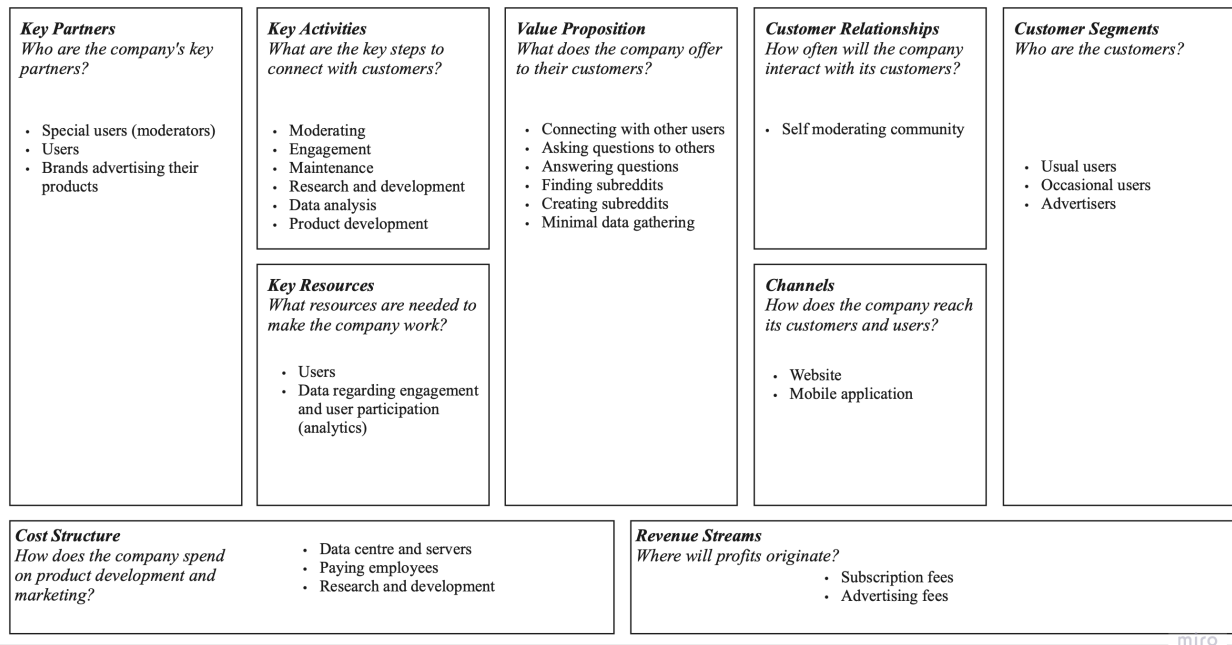 Key Partners
Who are the company's key
partners?
• Special users (moderators)
• Users
• Brands advertising their
products
Key Activities
What are the key steps to
connect with customers?
• Moderating
• Engagement
• Maintenance
• Research and development
• Data analysis
• Product development
Key Resources
What resources are needed to
make the company work?
• Users
• Data regarding engagement
and user participation
(analytics)
Value Proposition
What does the company offer
to their customers?
• Connecting with other users
• Asking questions to others
• Answering questions
• Finding subreddits
• Creating subreddits
• Minimal data gathering
Customer Relationships
How often will the company
interact with its customers?
• Self moderating community
Channels
How does the company reach
its customers and users?
• Website
• Mobile application
Customer Segments
Who are the customers?
• Usual users
• Occasional users
• Advertisers
Cost Structure
How does the company spend
on product development and
marketing?
• Data centre and servers
• Paying employees
• Research and development
Revenue Streams
Where will profits originate?
• Subscription fees
• Advertising fees
miro